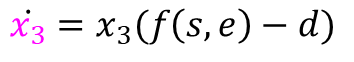 ẋ₃ = x₃(f(s, e) − d)